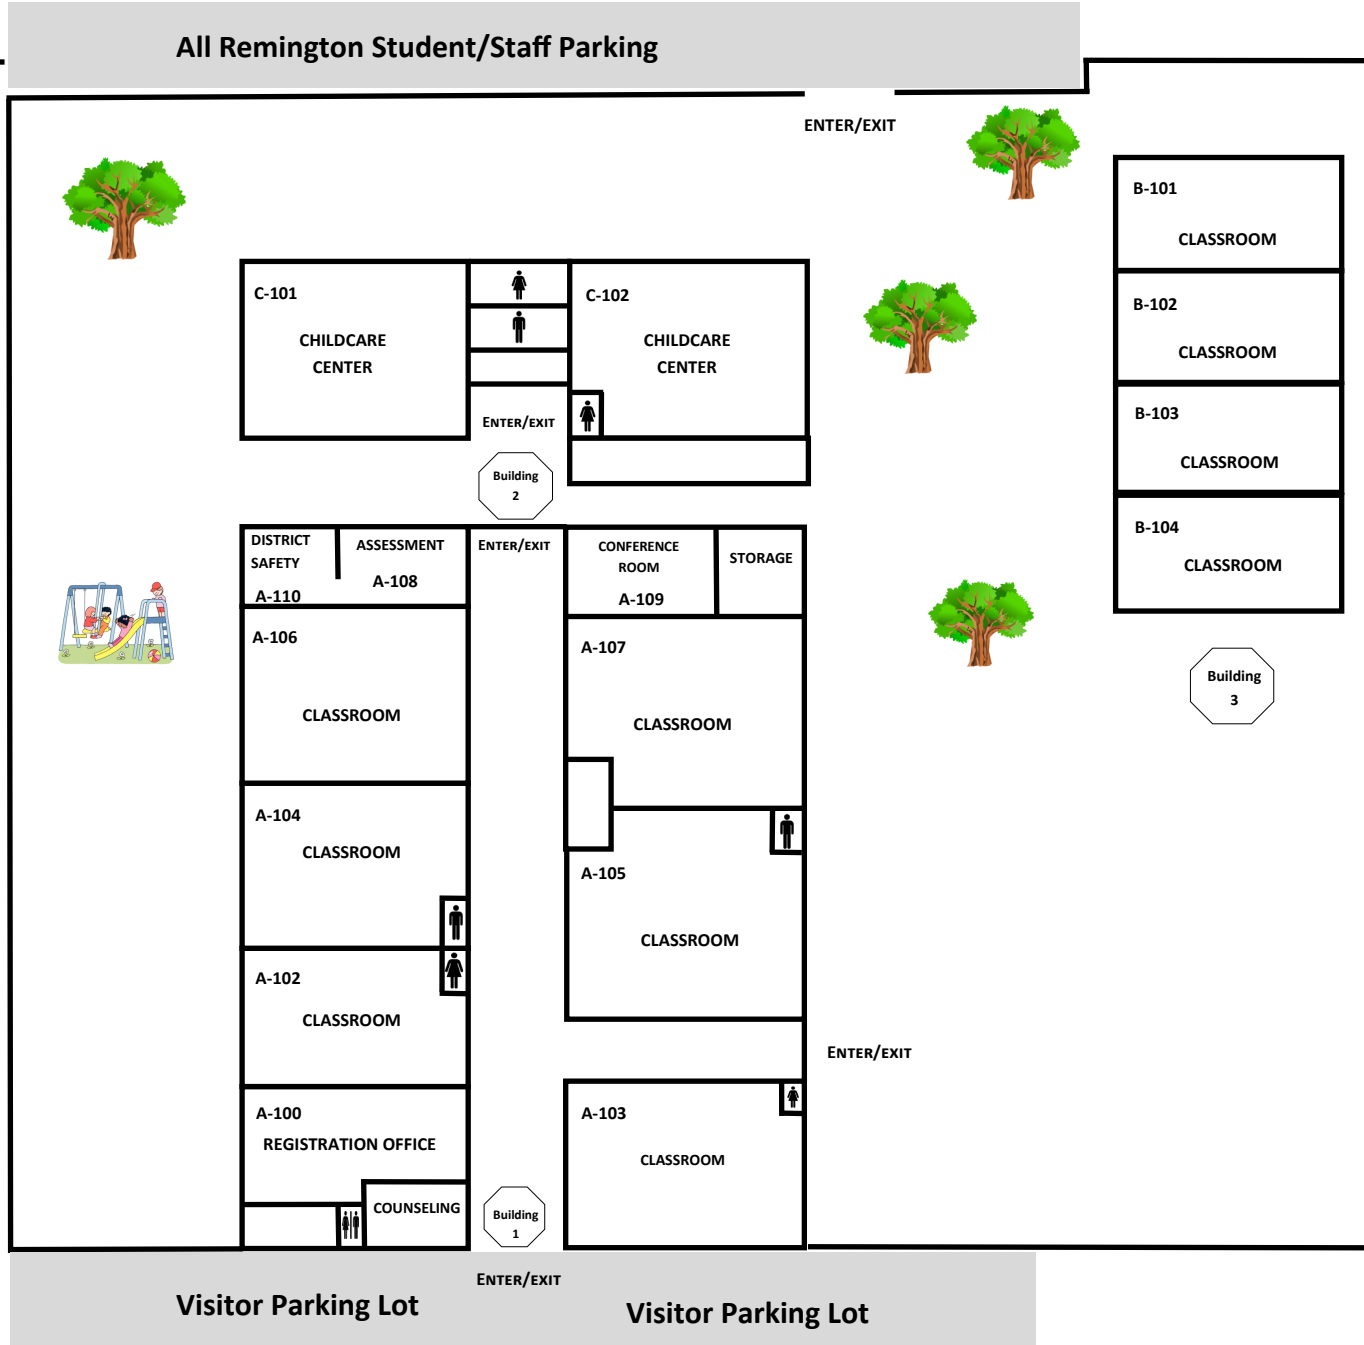 All Remington Student/Staff Parking
ENTER/EXIT
B-101
CLASSROOM
B-102
CLASSROOM
B-103
CLASSROOM
B-104
CLASSROOM
Building
3
C-101
CHILDCARE
CENTER
C-102
CHILDCARE
CENTER
ENTER/EXIT
Building
2
DISTRICT
SAFETY
A-110
ASSESSMENT
A-108
ENTER/EXIT
CONFERENCE
ROOM
A-109
STORAGE
A-106
CLASSROOM
A-107
CLASSROOM
A-104
CLASSROOM
A-105
CLASSROOM
A-102
CLASSROOM
ENTER/EXIT
A-100
REGISTRATION OFFICE
COUNSELING
A-103
CLASSROOM
Building
1
ENTER/EXIT
Visitor Parking Lot
Visitor Parking Lot